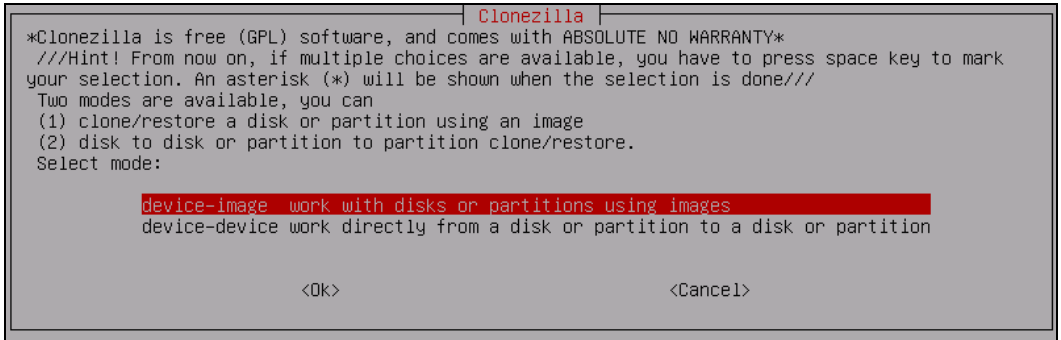 Clonezilla
*Clonezilla is free (GPL) software, and comes with ABSOLUTE NO WARRANTY*
///Hint! From now on, if multiple choices are available, you have to press space key to mark
your selection. An asterisk (*) will be shown when the selection is done///
Two modes are available, you can
(1) clone/restore a disk or partition using an image
(2) disk to disk or partition to partition clone/restore.
Select mode:
device-image work with disks or partitions using images
device-device work directly from a disk or partition to a disk or partition
<Ok> <Cancel>